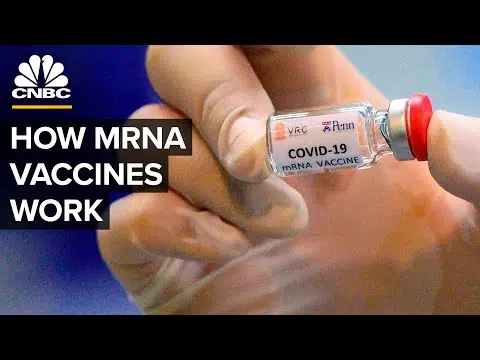 CNBC
HOW MRNA
VACCINES
WORK
VRC Penn
COVID-19
mRNA VACCINE